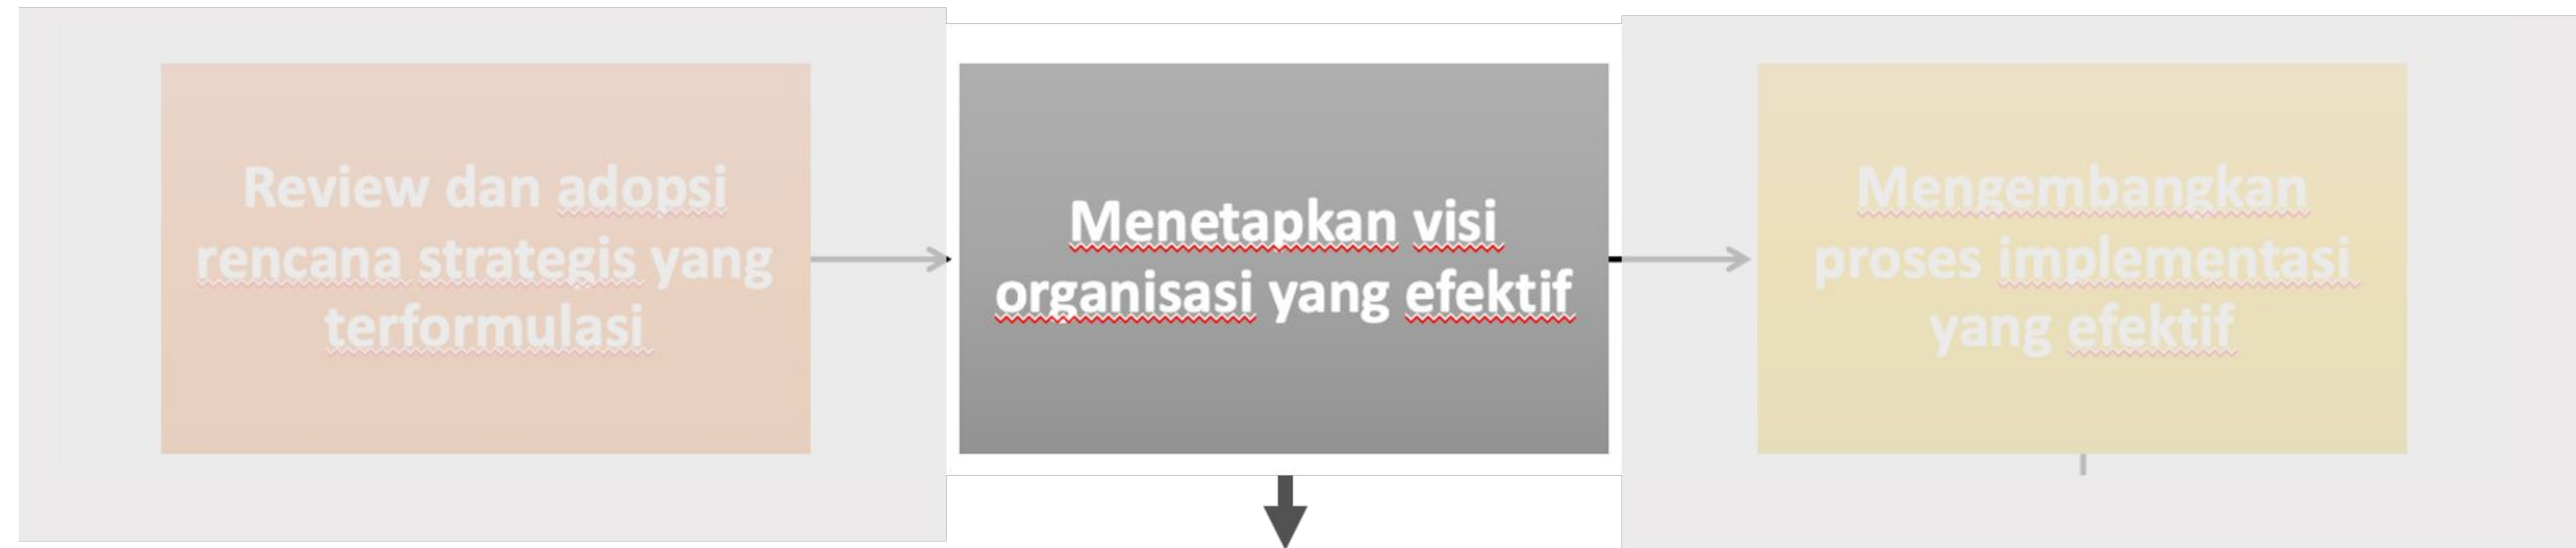 Review dan adopsi
rencana strategis yang
terformulasi
Menetapkan visi
organisasi yang efektif
Mengembangkan
proses implementasi
yang efektif